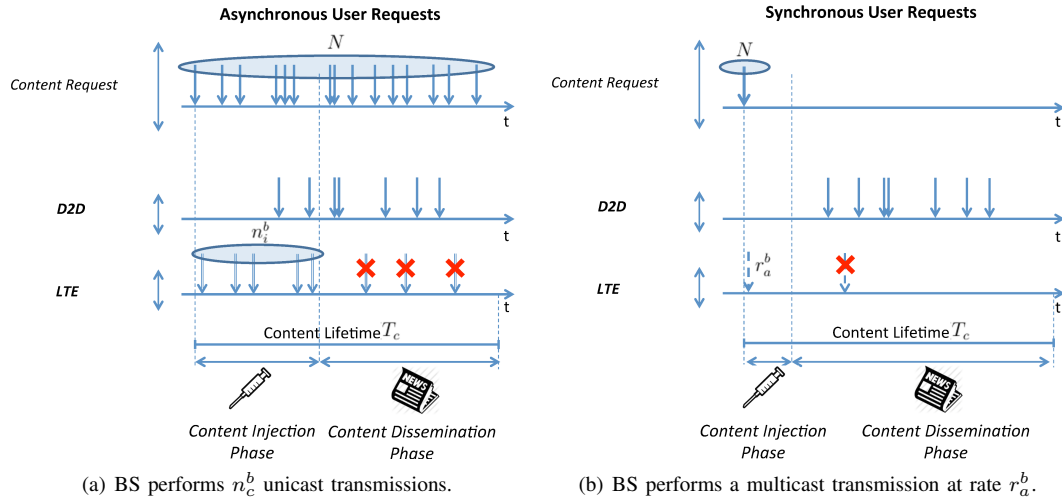 Asynchronous User Requests
N
Content Request
t
D2D
t
n_i^b
LTE
t
Content Lifetime T_c
NEWS
Content Injection Phase
Content Dissemination Phase
(a) BS performs n_c^b unicast transmissions.
Synchronous User Requests
N
Content Request
t
D2D
t
r_a^b
LTE
t
Content Lifetime T_c
NEWS
Content Injection Phase
Content Dissemination Phase
(b) BS performs a multicast transmission at rate r_a^b.